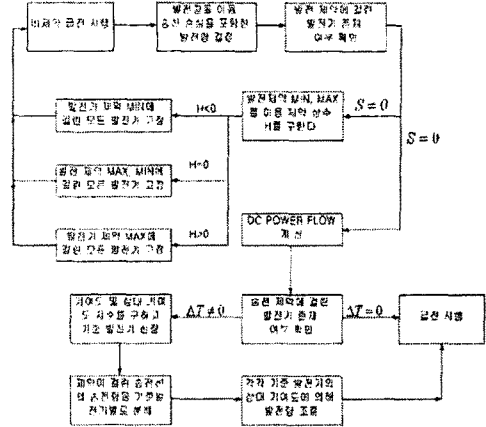 비제약 급전 시행
발전코를 이용
송전 손실를 포함한
발전량 결정
발전 제약에 걸린
발전기 존재
여부 확인
발전기 제약 MIN에
걸린 모든 발전기 고정
H<0
발전제약 MIN, MAX
를 이용 제약 상수
H를 구한다
S≠0
S=0
발전 제약 MAX, MIN에
걸린 모든 발전기 고정
H=0
발전기 제약 MAX에
걸린 모든 발전기 고정
H>0
DC POWER FLOW
계산
기여도 및 상대 기여
도 지수를 구하고
기준 발전기 선정
ΔT≠0
송전 제약에 걸린
발전기 존재
여부 확인
ΔT=0
급전 시행
제약이 걸린 송전선
의 송전량을 기준발
전기별로 분해
각각 기준 발전기의
상대 기여도에 의해
발전량 조절